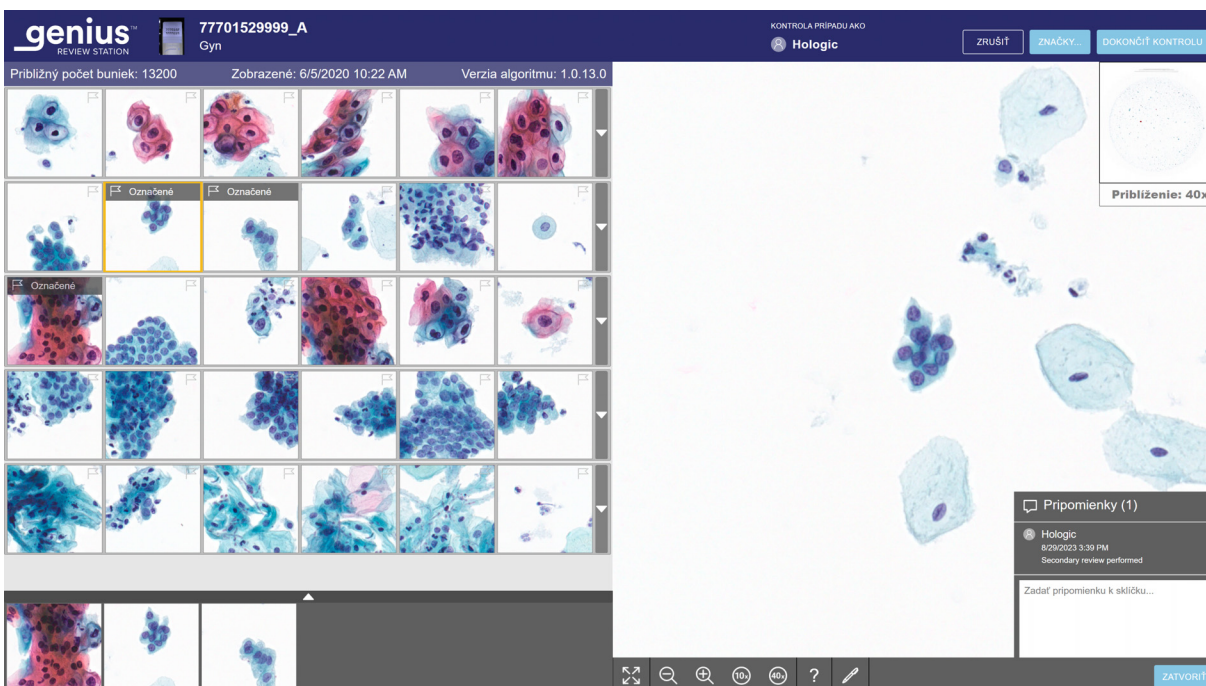 genius™
REVIEW STATION
77701529999_A
Gyn
KONTROLA PRÍPADU AKO
Hologic
ZRUŠIŤ
ZNAČKY...
DOKONČIŤ KONTROLU
Približný počet buniek: 13200
Zobrazené: 6/5/2020 10:22 AM
Verzia algoritmu: 1.0.13.0
Označené
Označené
Označené
Priblíženie: 40x
Pripomienky (1)
Hologic
8/29/2023 3:39 PM
Secondary review performed
Zadať pripomienku k sklíčku...
10x
40x
?
ZATVORIŤ